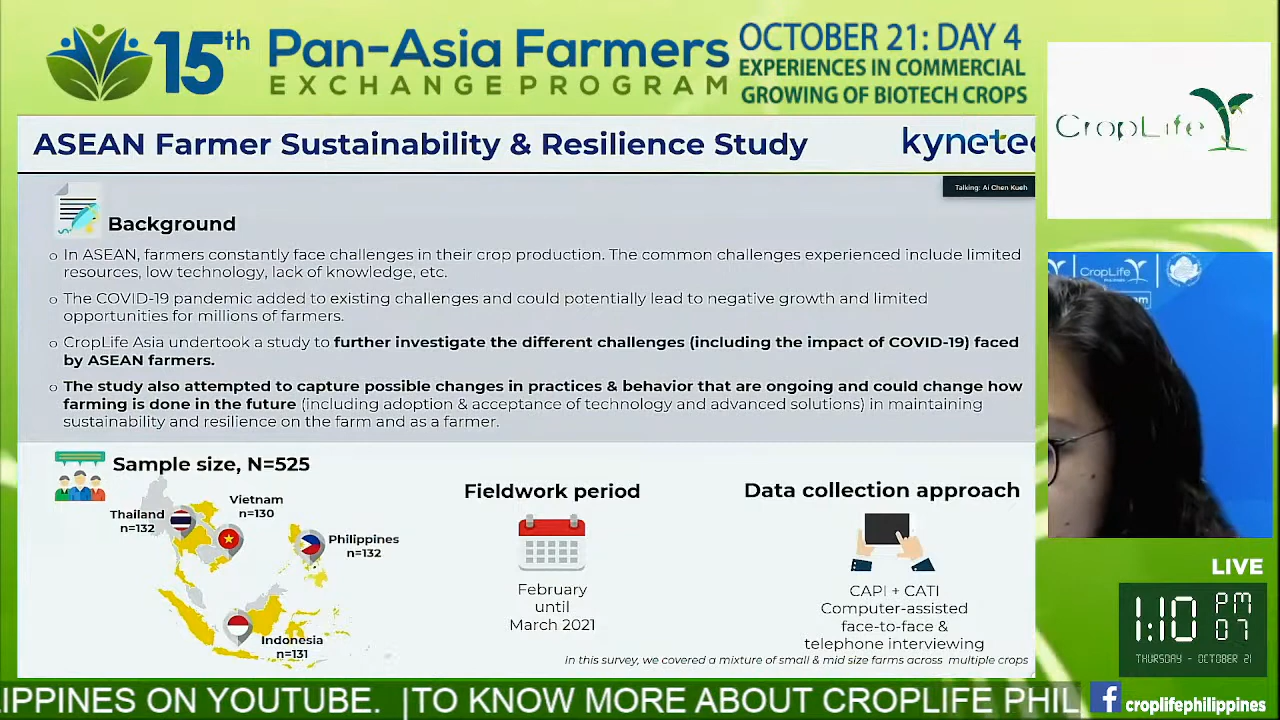 15th Pan-Asia Farmers
EXCHANGE PROGRAM
OCTOBER 21: DAY 4
EXPERIENCES IN COMMERCIAL
GROWING OF BIOTECH CROPS
CropLife
ASEAN Farmer Sustainability & Resilience Study
kynetec
Talking: Ai Chen Kueh
Background
o In ASEAN, farmers constantly face challenges in their crop production. The common challenges experienced include limited
resources, low technology, lack of knowledge, etc.
o The COVID-19 pandemic added to existing challenges and could potentially lead to negative growth and limited
opportunities for millions of farmers.
o CropLife Asia undertook a study to further investigate the different challenges (including the impact of COVID-19) faced
by ASEAN farmers.
o The study also attempted to capture possible changes in practices & behavior that are ongoing and could change how
farming is done in the future (including adoption & acceptance of technology and advanced solutions) in maintaining
sustainability and resilience on the farm and as a farmer.
Sample size, N=525
Thailand
n=132
Vietnam
n=130
Philippines
n=132
Indonesia
n=131
Fieldwork period
February
until
March 2021
Data collection approach
CAPI + CATI
Computer-assisted
face-to-face &
telephone interviewing
In this survey, we covered a mixture of small & mid size farms across multiple crops
CropLife
LIVE
1:10 PM
07
THURSDAY - OCTOBER 21
IPPINES ON YOUTUBE. |TO KNOW MORE ABOUT CROPLIFE PHIL
croplifephilippines